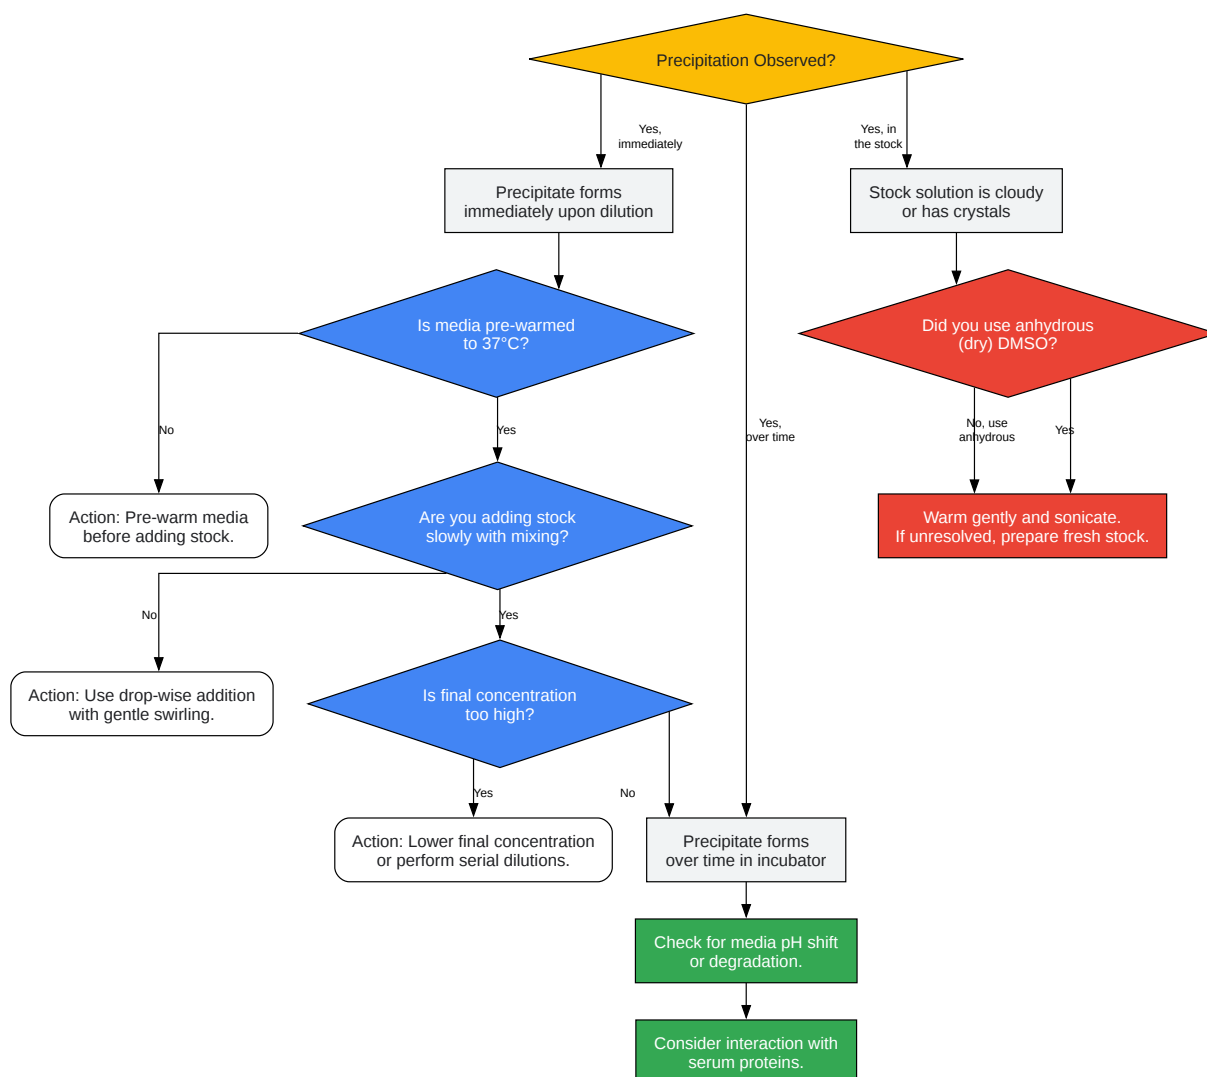 Precipitation Observed?
Yes,
immediately
Yes, in
the stock
Precipitate forms
immediately upon dilution
Stock solution is cloudy
or has crystals
Is media pre-warmed
to 37°C?
Did you use anhydrous
(dry) DMSO?
No
Yes
Yes,
over time
No, use
anhydrous
Yes
Action: Pre-warm media
before adding stock.
Are you adding stock
slowly with mixing?
Warm gently and sonicate.
If unresolved, prepare fresh stock.
No
Yes
Action: Use drop-wise addition
with gentle swirling.
Is final concentration
too high?
Yes
No
Action: Lower final concentration
or perform serial dilutions.
Precipitate forms
over time in incubator
Check for media pH shift
or degradation.
Consider interaction with
serum proteins.